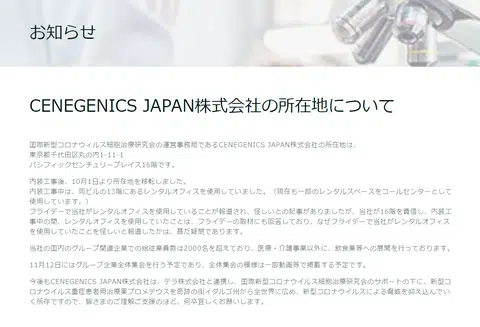 お知らせ
CENEGENICS JAPAN株式会社の所在地について
国際新型コロナウィルス細胞治療研究会の運営事務局であるCENEGENICS JAPAN株式会社の所在地は、
東京都千代田区丸の内1-11-1
パシフィックセンチュリープレイス16階です。
内装工事後、10月1日より所在地を移転しました。
内装工事中は、同ビルの13階にあるレンタルオフィスを使用していました。（現在も一部のレンタルスペースをコールセンターとして
使用しています。）
フライデーで当社がレンタルオフィスを使用していることが報道され、怪しいとの記事がありましたが、当社が16階を賃借し、内装工
事中の間、レンタルオフィスを使用していたことは、フライデーの取材にも回答しており、なぜフライデーで当社がレンタルオフィス
を使用していたことを怪しいと報道したかは、甚だ疑問であります。
当社の国内のグループ関連企業での総従業員数は2000名を超えており、医療・介護事業以外に、飲食業等への展開を行っております。
11月12日にはグループ企業全体集会を行う予定であり、全体集会の模様は一部動画等で掲載する予定です。
今後もCENEGENICS JAPAN株式会社は、テラ株式会社と連携し、国際新型コロナウイルス細胞治療研究会のサポートの下に、新型コ
ロナウイルス重症患者用治療薬プロメテウスを奇跡の街イダルゴ州から全世界に広め、新型コロナウイルスによる脅威を抑え込んでい
く所存ですので、皆さまのご理解ご支援のほど、何卒宜しくお願いします。